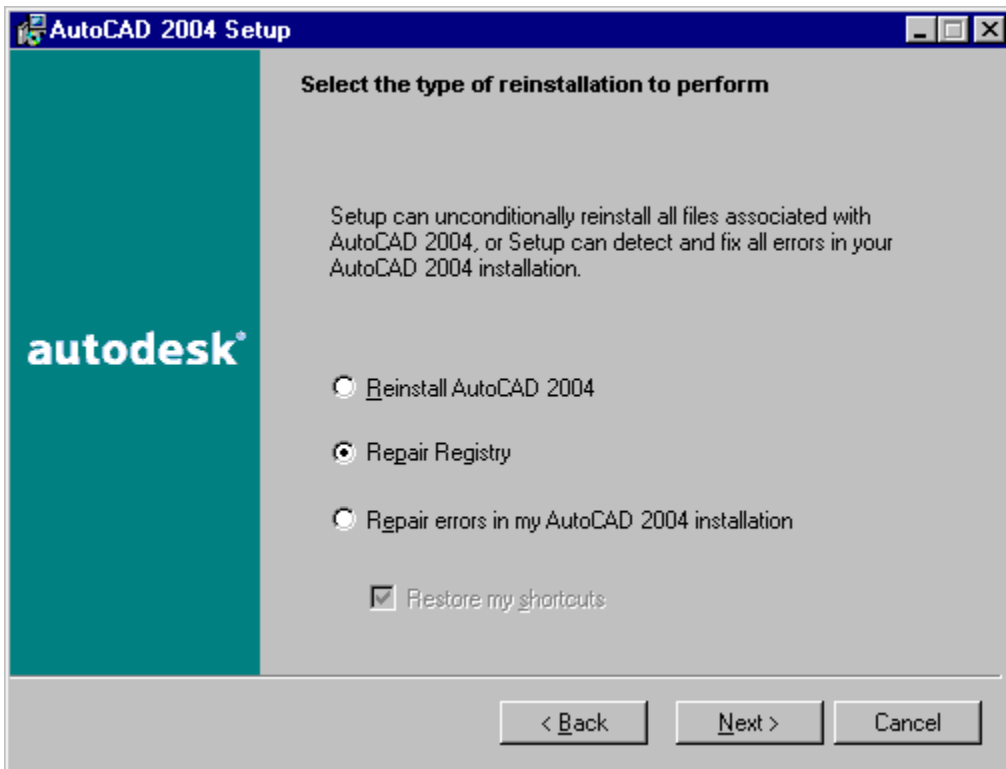 AutoCAD 2004 Setup
Select the type of reinstallation to perform
Setup can unconditionally reinstall all files associated with
AutoCAD 2004, or Setup can detect and fix all errors in your
AutoCAD 2004 installation.
autodesk®
Reinstall AutoCAD 2004
Repair Registry
Repair errors in my AutoCAD 2004 installation
Restore my shortcuts
< Back
Next >
Cancel